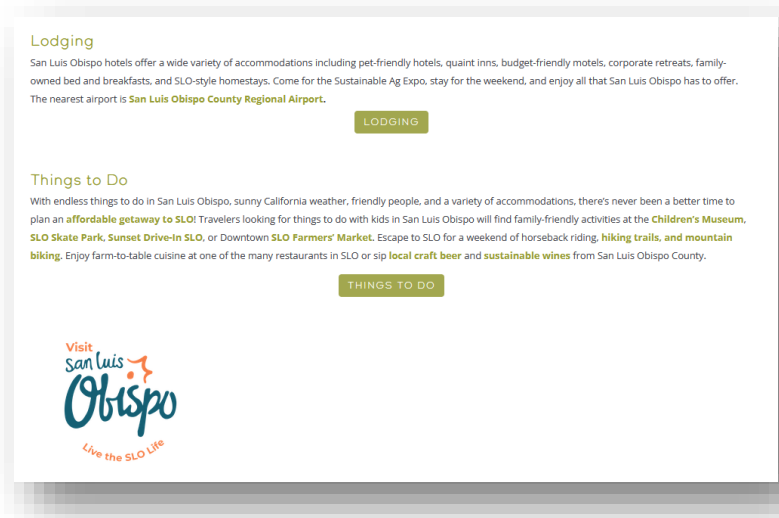 Lodging
San Luis Obispo hotels offer a wide variety of accommodations including pet-friendly hotels, quaint inns, budget-friendly motels, corporate retreats, family-
owned bed and breakfasts, and SLO-style homestays. Come for the Sustainable Ag Expo, stay for the weekend, and enjoy all that San Luis Obispo has to offer.
The nearest airport is San Luis Obispo County Regional Airport.
LODGING
Things to Do
With endless things to do in San Luis Obispo, sunny California weather, friendly people, and a variety of accommodations, there's never been a better time to
plan an affordable getaway to SLO! Travelers looking for things to do with kids in San Luis Obispo will find family-friendly activities at the Children's Museum,
SLO Skate Park, Sunset Drive-In SLO, or Downtown SLO Farmers' Market. Escape to SLO for a weekend of horseback riding, hiking trails, and mountain
biking. Enjoy farm-to-table cuisine at one of the many restaurants in SLO or sip local craft beer and sustainable wines from San Luis Obispo County.
THINGS TO DO
Visit
san luis
Obispo
Live the SLO Life